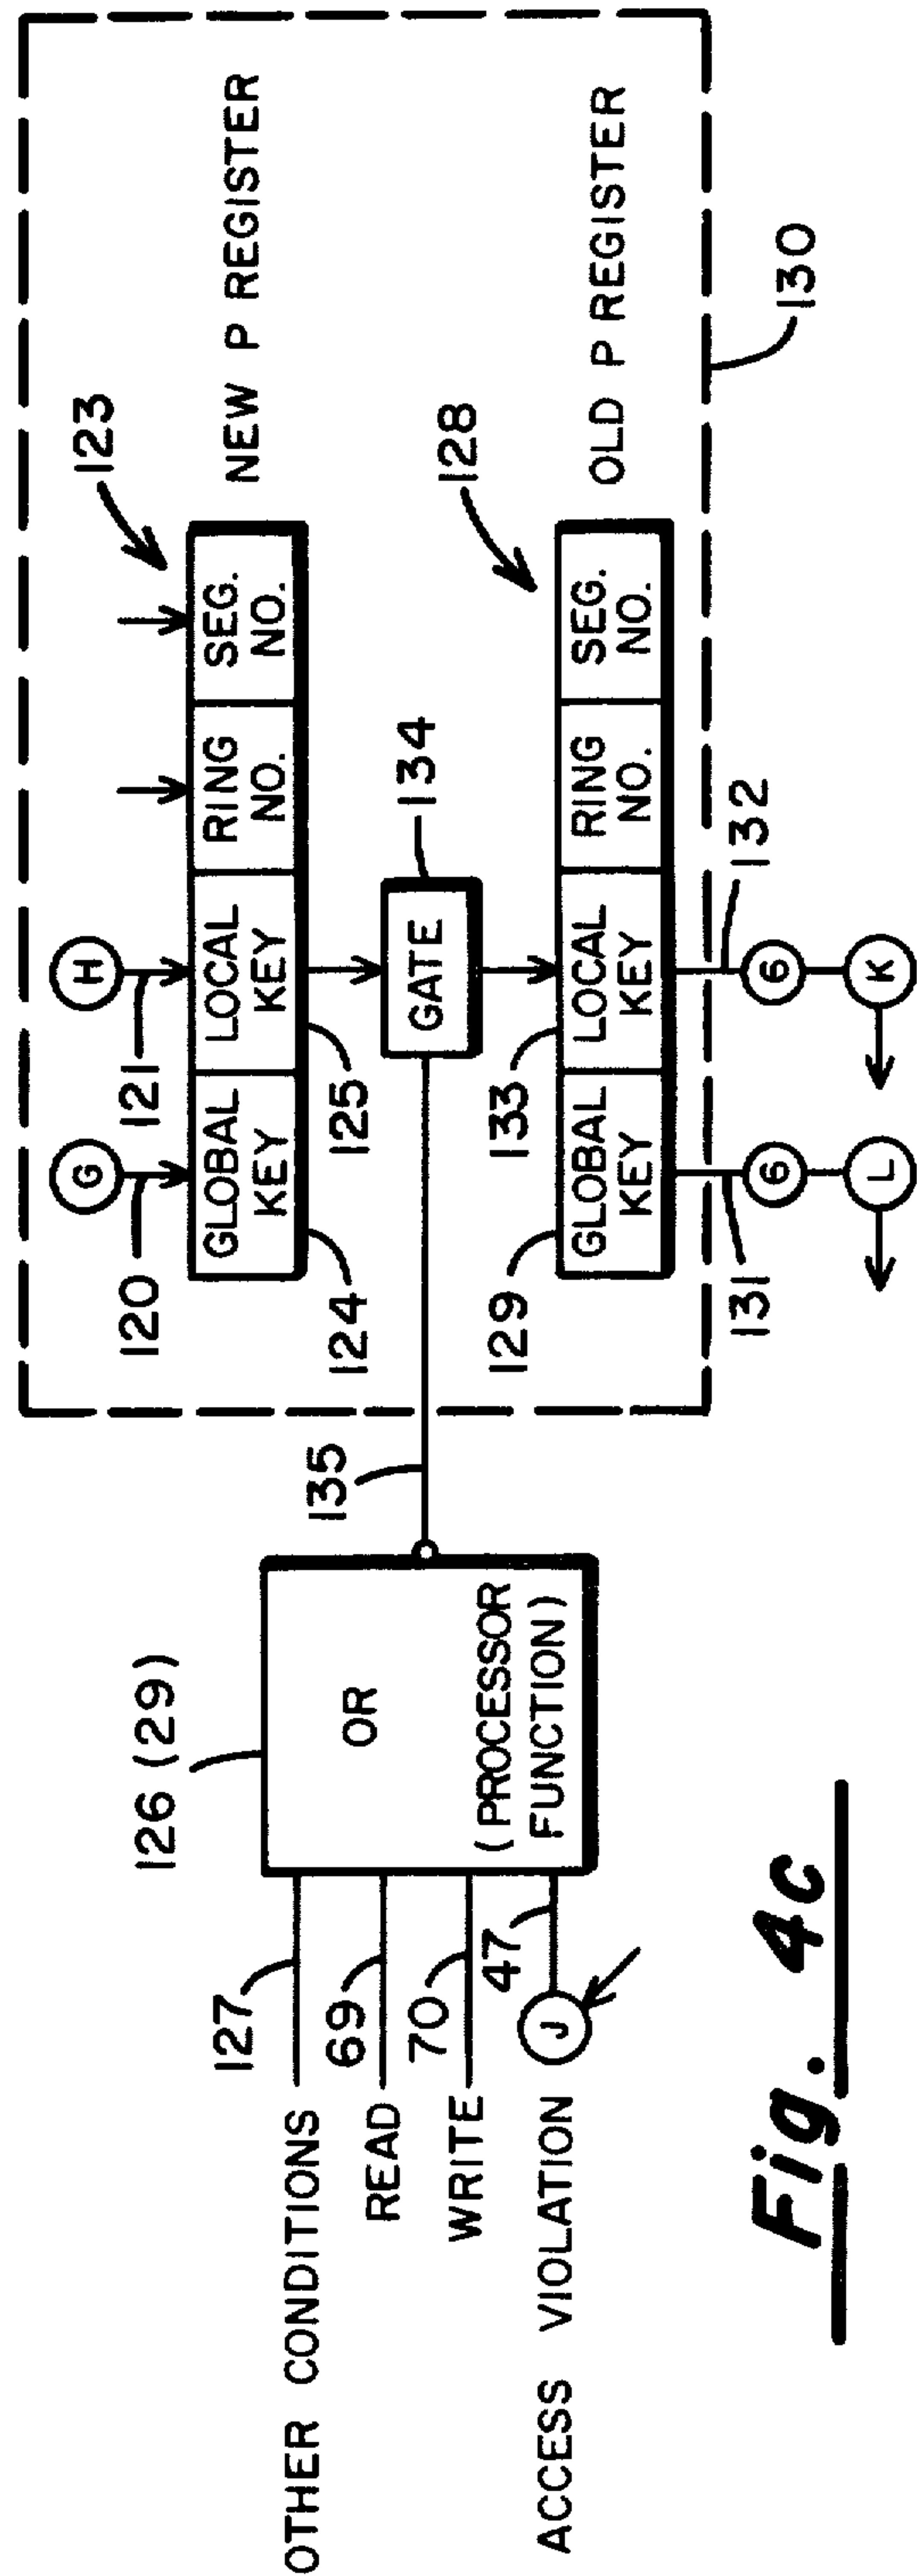 G
H
120
121
123
GLOBAL KEY
LOCAL KEY
RING NO.
SEG. NO.
NEW P REGISTER
124
125
GATE
134
126 (29)
OR
(PROCESSOR
FUNCTION)
135
OTHER CONDITIONS
127
READ
69
WRITE
70
ACCESS VIOLATION
J
47
129
133
128
GLOBAL KEY
LOCAL KEY
RING NO.
SEG. NO.
OLD P REGISTER
131
132
130
6
6
L
K
Fig. 4c